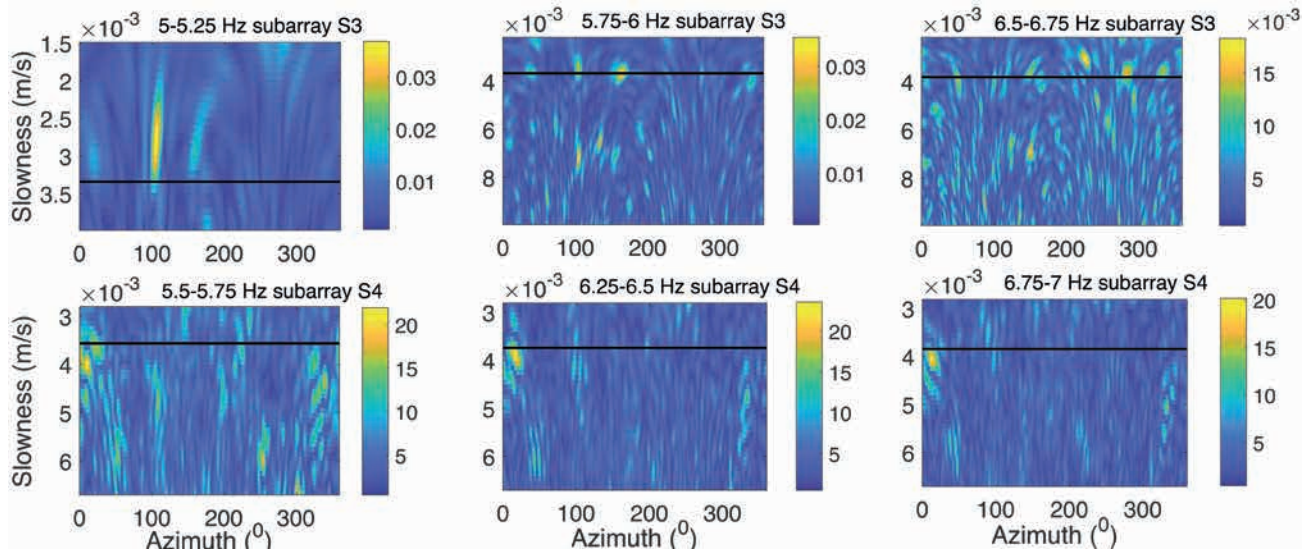 ×10⁻³ 5-5.25 Hz subarray S3
1.5
2
2.5
3
3.5
Slowness (m/s)
0 100 200 300
0.03
0.02
0.01
×10⁻³ 5.75-6 Hz subarray S3
4
6
8
0 100 200 300
0.03
0.02
0.01
×10⁻³ 6.5-6.75 Hz subarray S3
4
6
8
0 100 200 300
×10⁻³
15
10
5
×10⁻³ 5.5-5.75 Hz subarray S4
3
4
5
6
Slowness (m/s)
0 100 200 300
Azimuth (⁰)
20
15
10
5
×10⁻³ 6.25-6.5 Hz subarray S4
3
4
5
6
0 100 200 300
Azimuth (⁰)
20
15
10
5
×10⁻³ 6.75-7 Hz subarray S4
3
4
5
6
0 100 200 300
Azimuth (⁰)
20
15
10
5